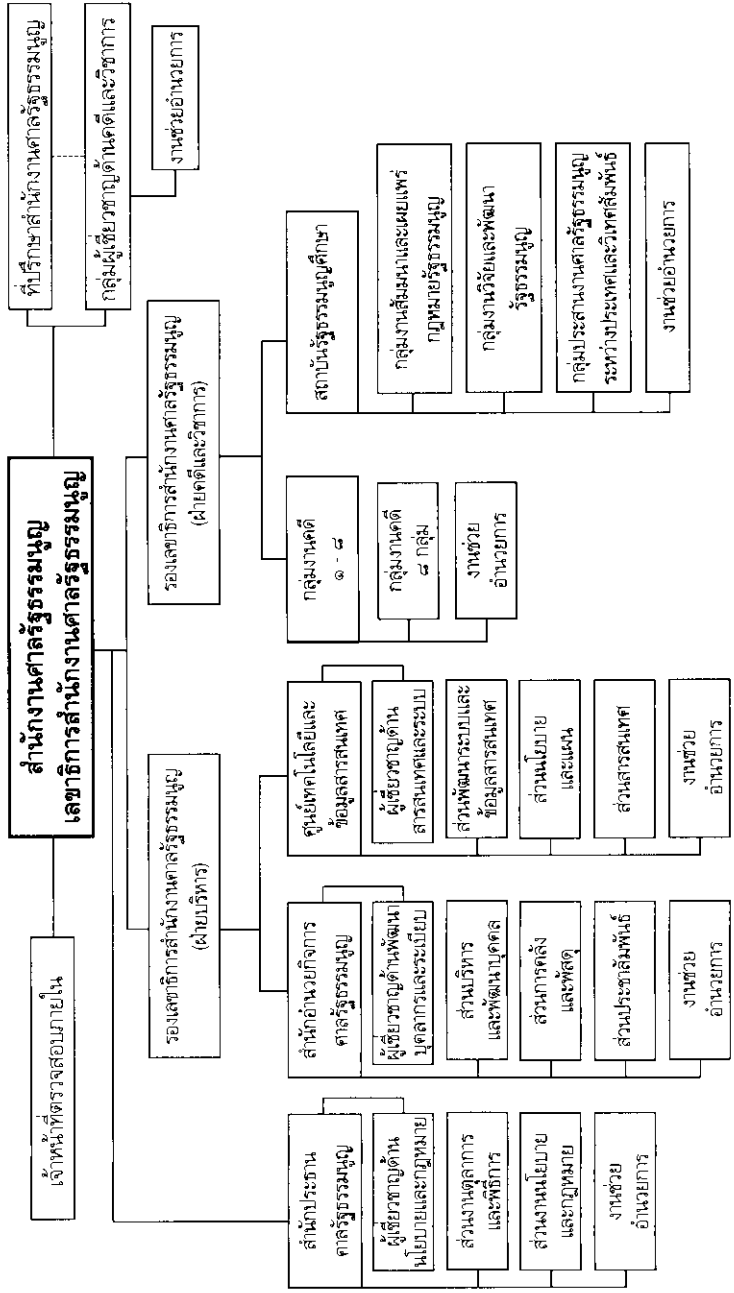 สำนักงานศาลรัฐธรรมนูญ
เลขาธิการสำนักงานศาลรัฐธรรมนูญ
เจ้าหน้าที่ตรวจสอบภายใน
ที่ปรึกษาสำนักงานศาลรัฐธรรมนูญ
กลุ่มผู้เชี่ยวชาญด้านคดีและวิชาการ
งานช่วยอำนวยการ
รองเลขาธิการสำนักงานศาลรัฐธรรมนูญ
(ฝ่ายบริหาร)
รองเลขาธิการสำนักงานศาลรัฐธรรมนูญ
(ฝ่ายคดีและวิชาการ)
สำนักประธาน
ศาลรัฐธรรมนูญ
ผู้เชี่ยวชาญด้าน
นโยบายและกฎหมาย
ส่วนงานตุลาการ
และพิธีการ
ส่วนงานนโยบาย
และกฎหมาย
งานช่วย
อำนวยการ
สำนักอำนวยกิจการ
ศาลรัฐธรรมนูญ
ผู้เชี่ยวชาญด้านพัฒนา
บุคลากรและระเบียบ
ส่วนบริหาร
และพัฒนาบุคคล
ส่วนการคลัง
และพัสดุ
ส่วนประชาสัมพันธ์
งานช่วย
อำนวยการ
ศูนย์เทคโนโลยีและ
ข้อมูลสารสนเทศ
ผู้เชี่ยวชาญด้าน
สารสนเทศและระบบ
ส่วนพัฒนาระบบและ
ข้อมูลสารสนเทศ
ส่วนนโยบาย
และแผน
ส่วนสารสนเทศ
งานช่วย
อำนวยการ
กลุ่มงานคดี
๑ - ๘
กลุ่มงานคดี
๘ กลุ่ม
งานช่วย
อำนวยการ
สถาบันรัฐธรรมนูญศึกษา
กลุ่มงานสัมมนาและเผยแพร่
กฎหมายรัฐธรรมนูญ
กลุ่มงานวิจัยและพัฒนา
รัฐธรรมนูญ
กลุ่มประสานงานศาลรัฐธรรมนูญ
ระหว่างประเทศและวิเทศสัมพันธ์
งานช่วยอำนวยการ